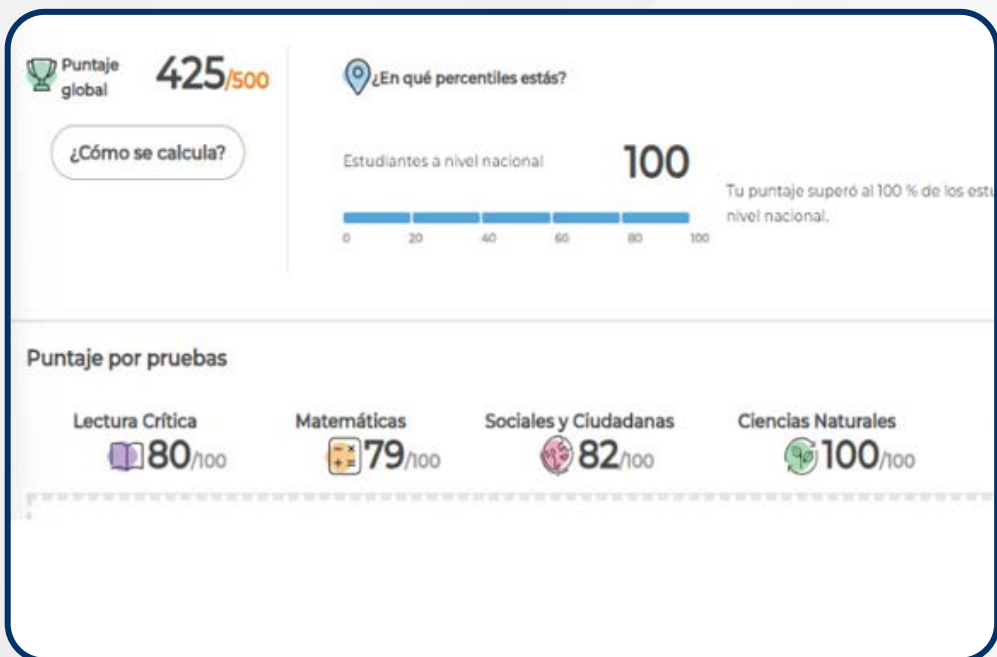 Puntaje global 425/500
¿Cómo se calcula?
¿En qué percentiles estás?
Estudiantes a nivel nacional 100
Tu puntaje superó al 100 % de los
nivel nacional.
0 20 40 60 80 100
Puntaje por pruebas
Lectura Crítica Matemáticas Sociales y Ciudadanas Ciencias Naturales
80/100 79/100 82/100 100/100